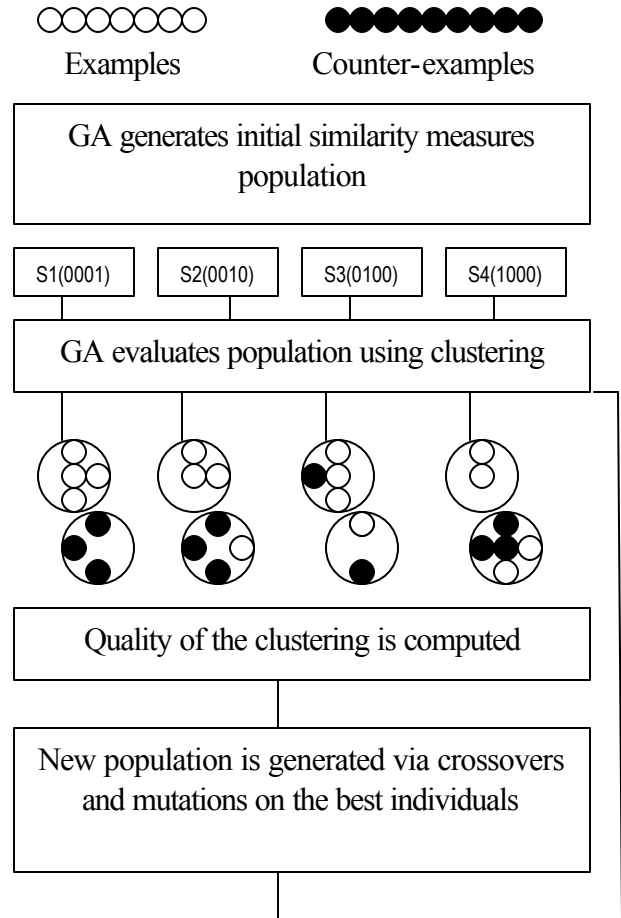 Examples
Counter-examples
GA generates initial similarity measures
population
S1(0001)
S2(0010)
S3(0100)
S4(1000)
GA evaluates population using clustering
Quality of the clustering is computed
New population is generated via crossovers
and mutations on the best individuals